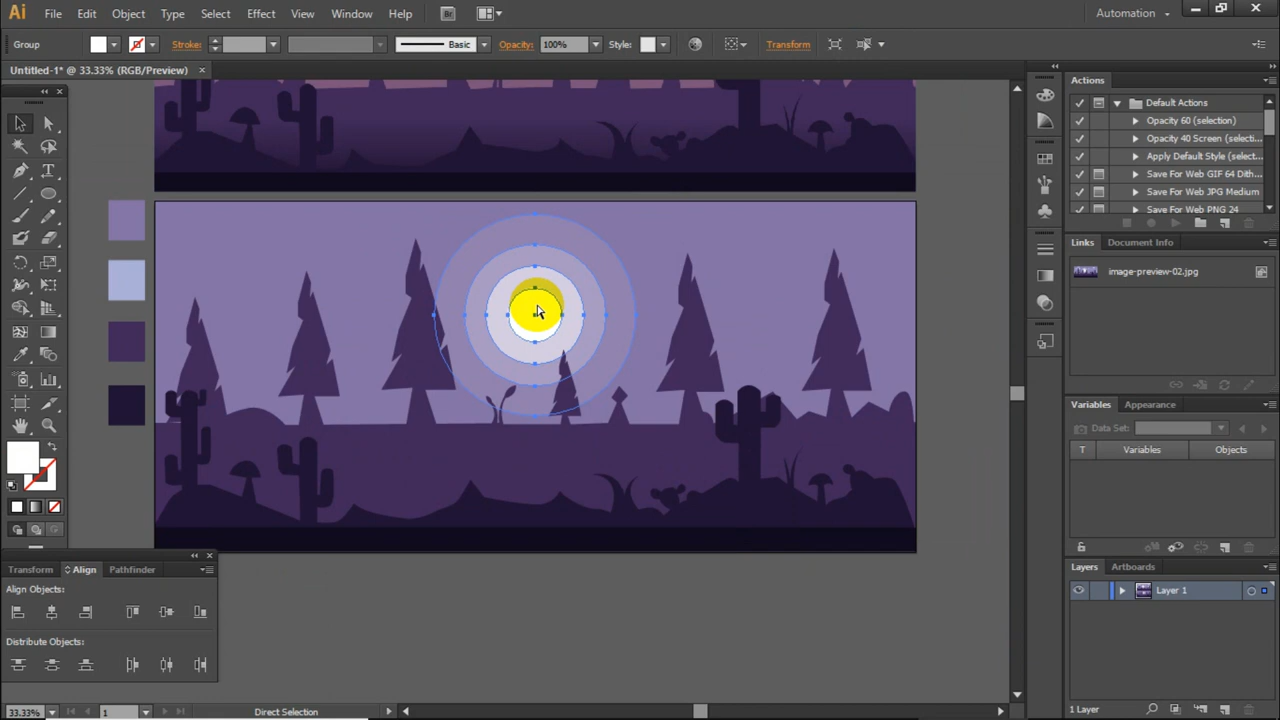 Ai File Edit Object Type Select Effect View Window Help Br Automation
Group Stroke: Basic Opacity: 100% Style: Transform
Untitled-1* @ 33.33% (RGB/Preview) ×
Actions
Default Actions
Opacity 60 (selection)
Opacity 40 Screen (selecti...
Apply Default Style (select...
Save For Web GIF 64 Dith...
Save For Web JPG Medium
Save For Web PNG 24
Links Document Info
image-preview-02.jpg
Variables Appearance
Data Set:
T Variables Objects
Transform Align Pathfinder
Align Objects:
Distribute Objects:
Layers Artboards
Layer 1
1 Layer
33.33% 1 Direct Selection